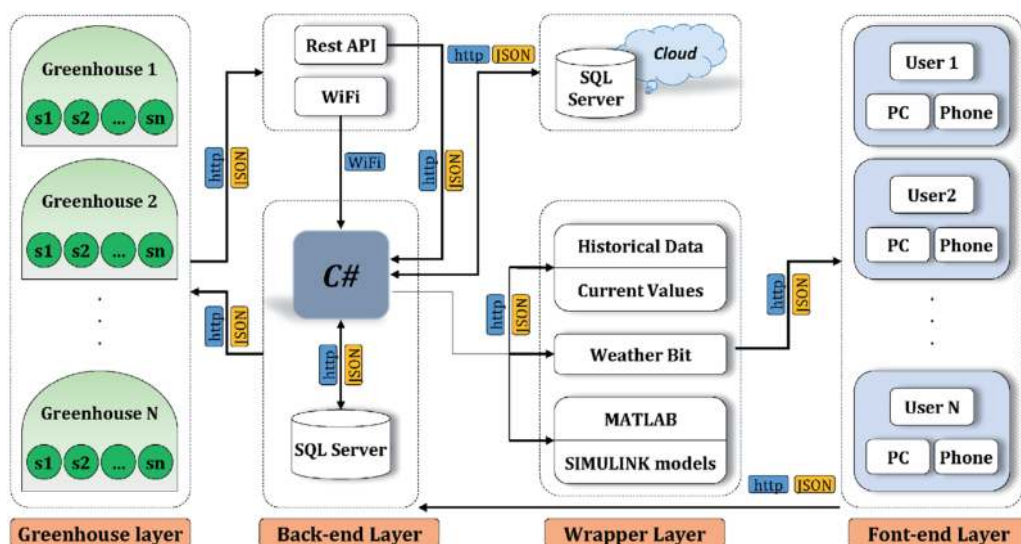 Greenhouse 1
s1 s2 ... sn
Greenhouse 2
s1 s2 ... sn
.
.
.
Greenhouse N
s1 s2 ... sn
Greenhouse layer
http
JSON
http
JSON
Rest API
WiFi
WiFi
http
JSON
C#
http
JSON
SQL Server
Back-end Layer
http JSON
SQL
Server
Cloud
http
JSON
Historical Data
Current Values
Weather Bit
MATLAB
SIMULINK models
Wrapper Layer
http
JSON
http JSON
User 1
PC Phone
User2
PC Phone
.
.
.
User N
PC Phone
Font-end Layer